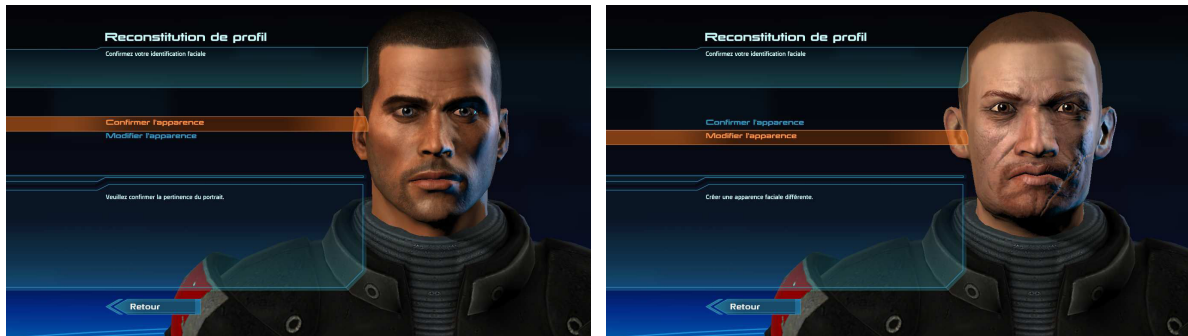 Reconstitution de profil
Confirmez votre identification faciale
Confirmer l'apparence
Modifier l'apparence
Veuillez confirmer la pertinence du portrait.
Retour
Reconstitution de profil
Confirmez votre identification faciale
Confirmer l'apparence
Modifier l'apparence
Créer une apparence faciale différente.
Retour